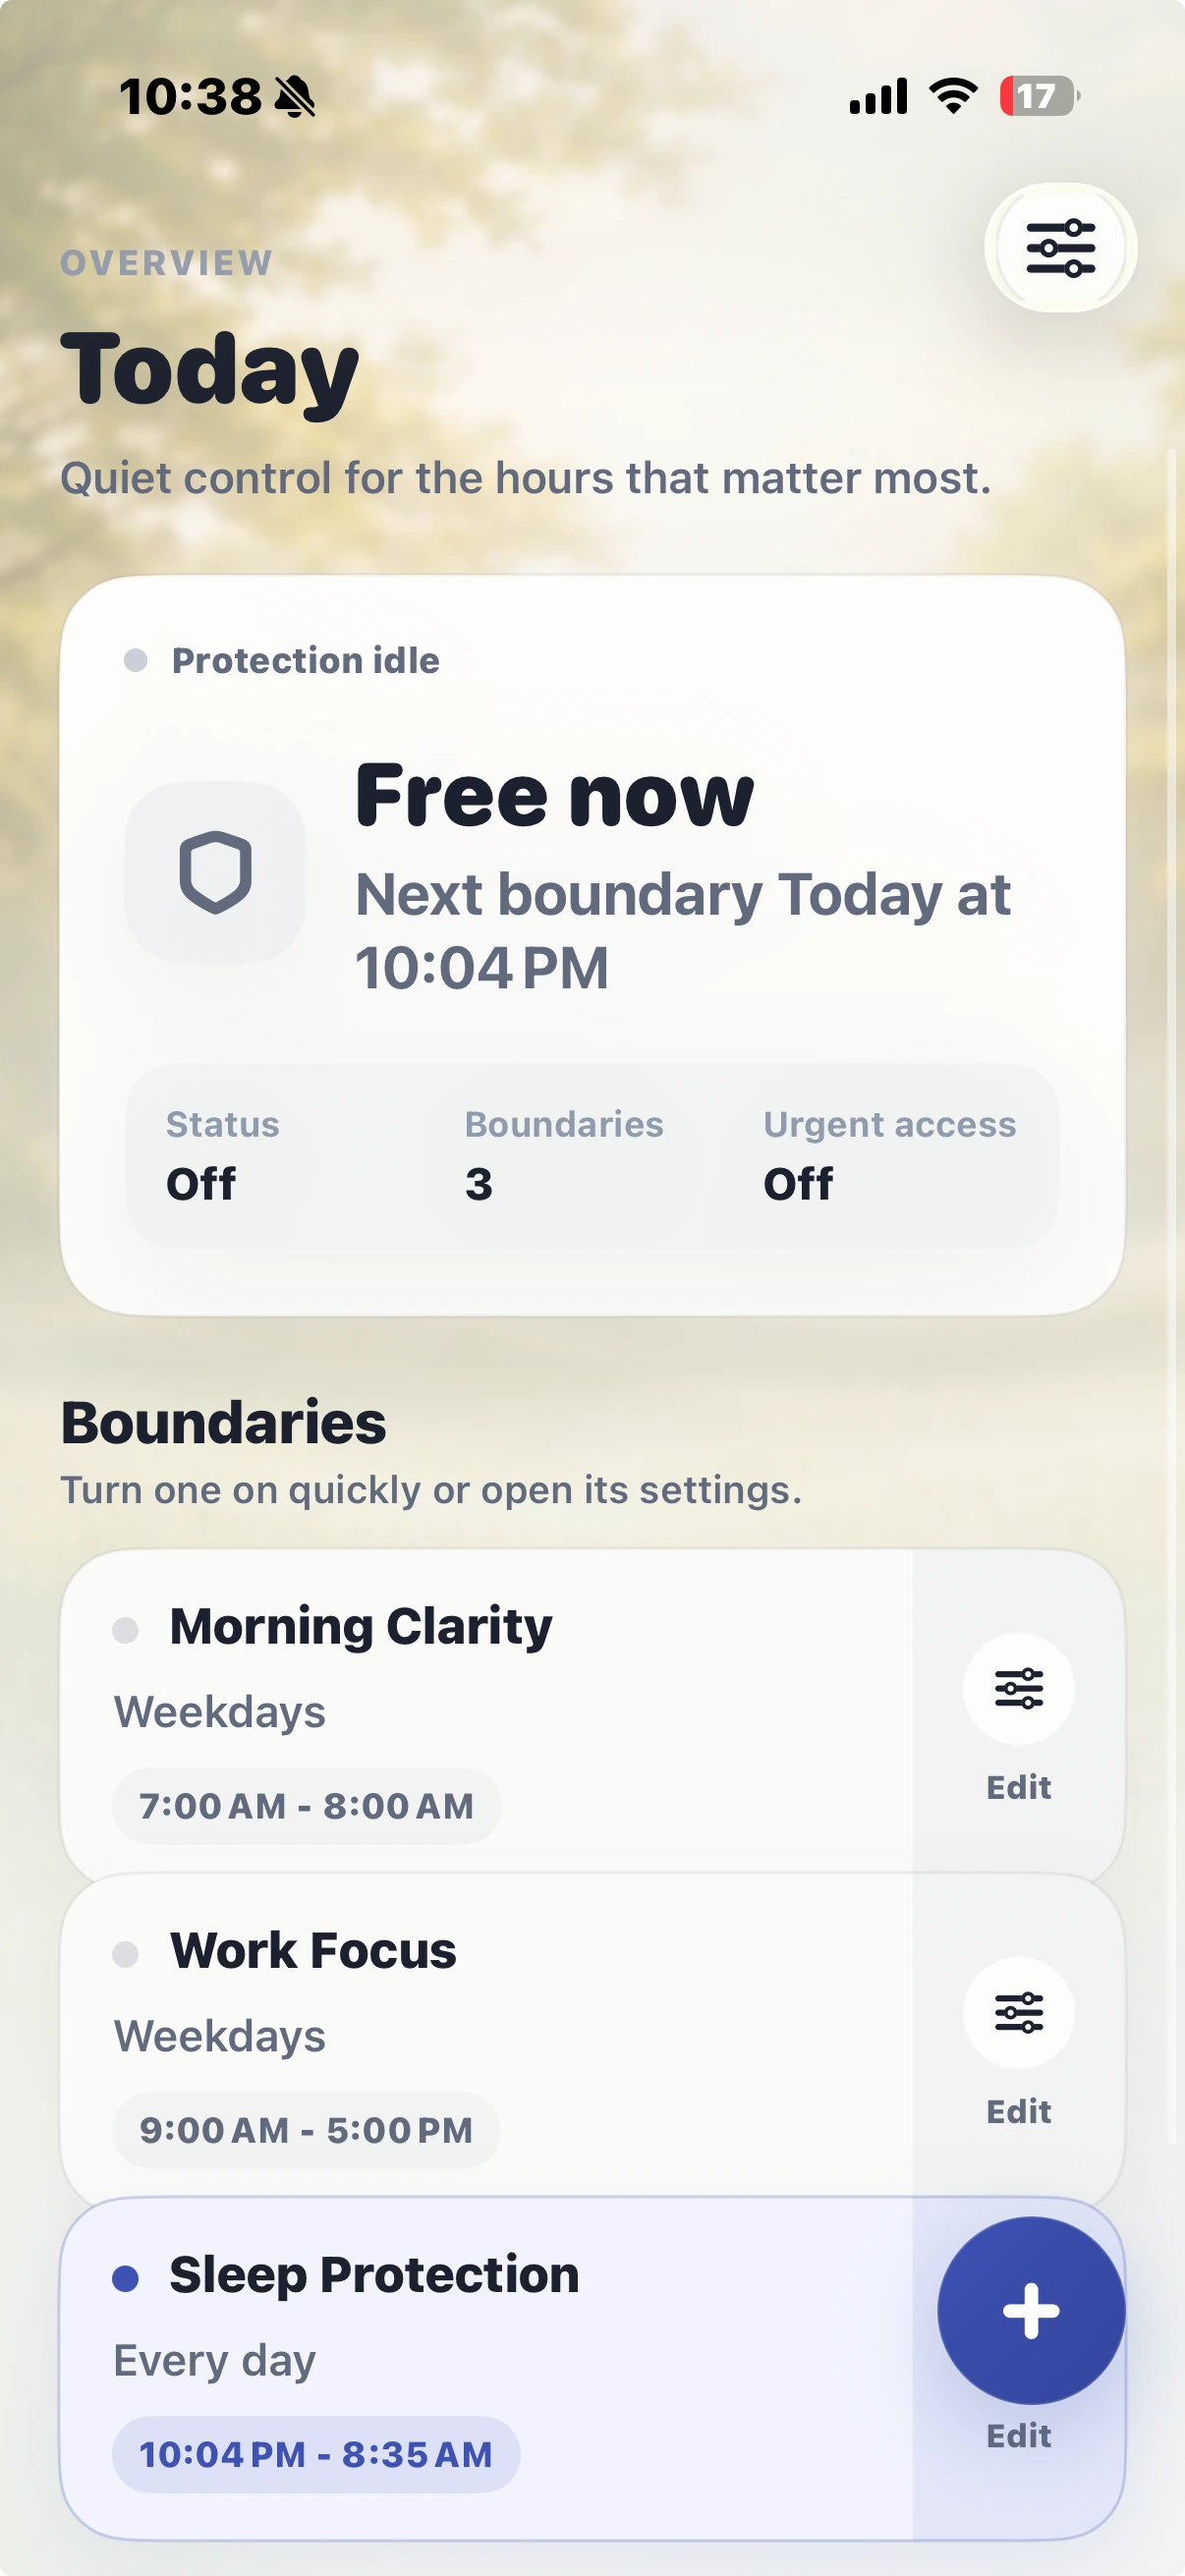 10:38
17
OVERVIEW
Today
Quiet control for the hours that matter most.
Protection idle
Free now
Next boundary Today at
10:04 PM
Status
Boundaries
Urgent access
Off
3
Off
Boundaries
Turn one on quickly or open its settings.
Morning Clarity
Weekdays
7:00 AM - 8:00 AM
Edit
Work Focus
Weekdays
9:00 AM - 5:00 PM
Edit
Sleep Protection
Every day
10:04 PM - 8:35 AM
Edit